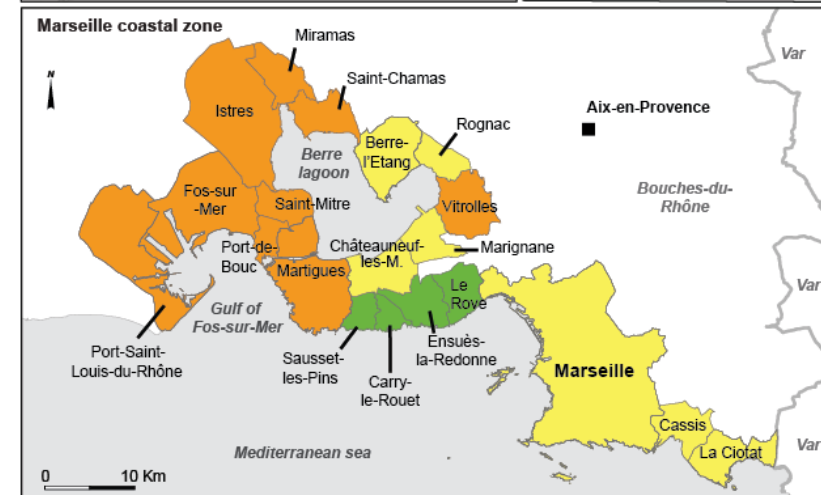 Marseille coastal zone
Miramas
Var
N
Saint-Chamas
Istres
Aix-en-Provence
Rognac
Berre-
l'Etang
Berre
lagoon
Bouches-du-
Rhône
Fos-sur
-Mer
Saint-Mitre
Vitrolles
Port-de-
Bouc
Châteauneuf-
les-M.
Marignane
Martigues
Var
Le
Rove
Gulf of
Fos-sur-Mer
Port-Saint-
Louis-du-Rhône
Sausset-
les-Pins
Ensuès-
la-Redonne
Carry-
le-Rouet
Marseille
Cassis
La Ciotat
Var
Mediterranean sea
0 10 Km